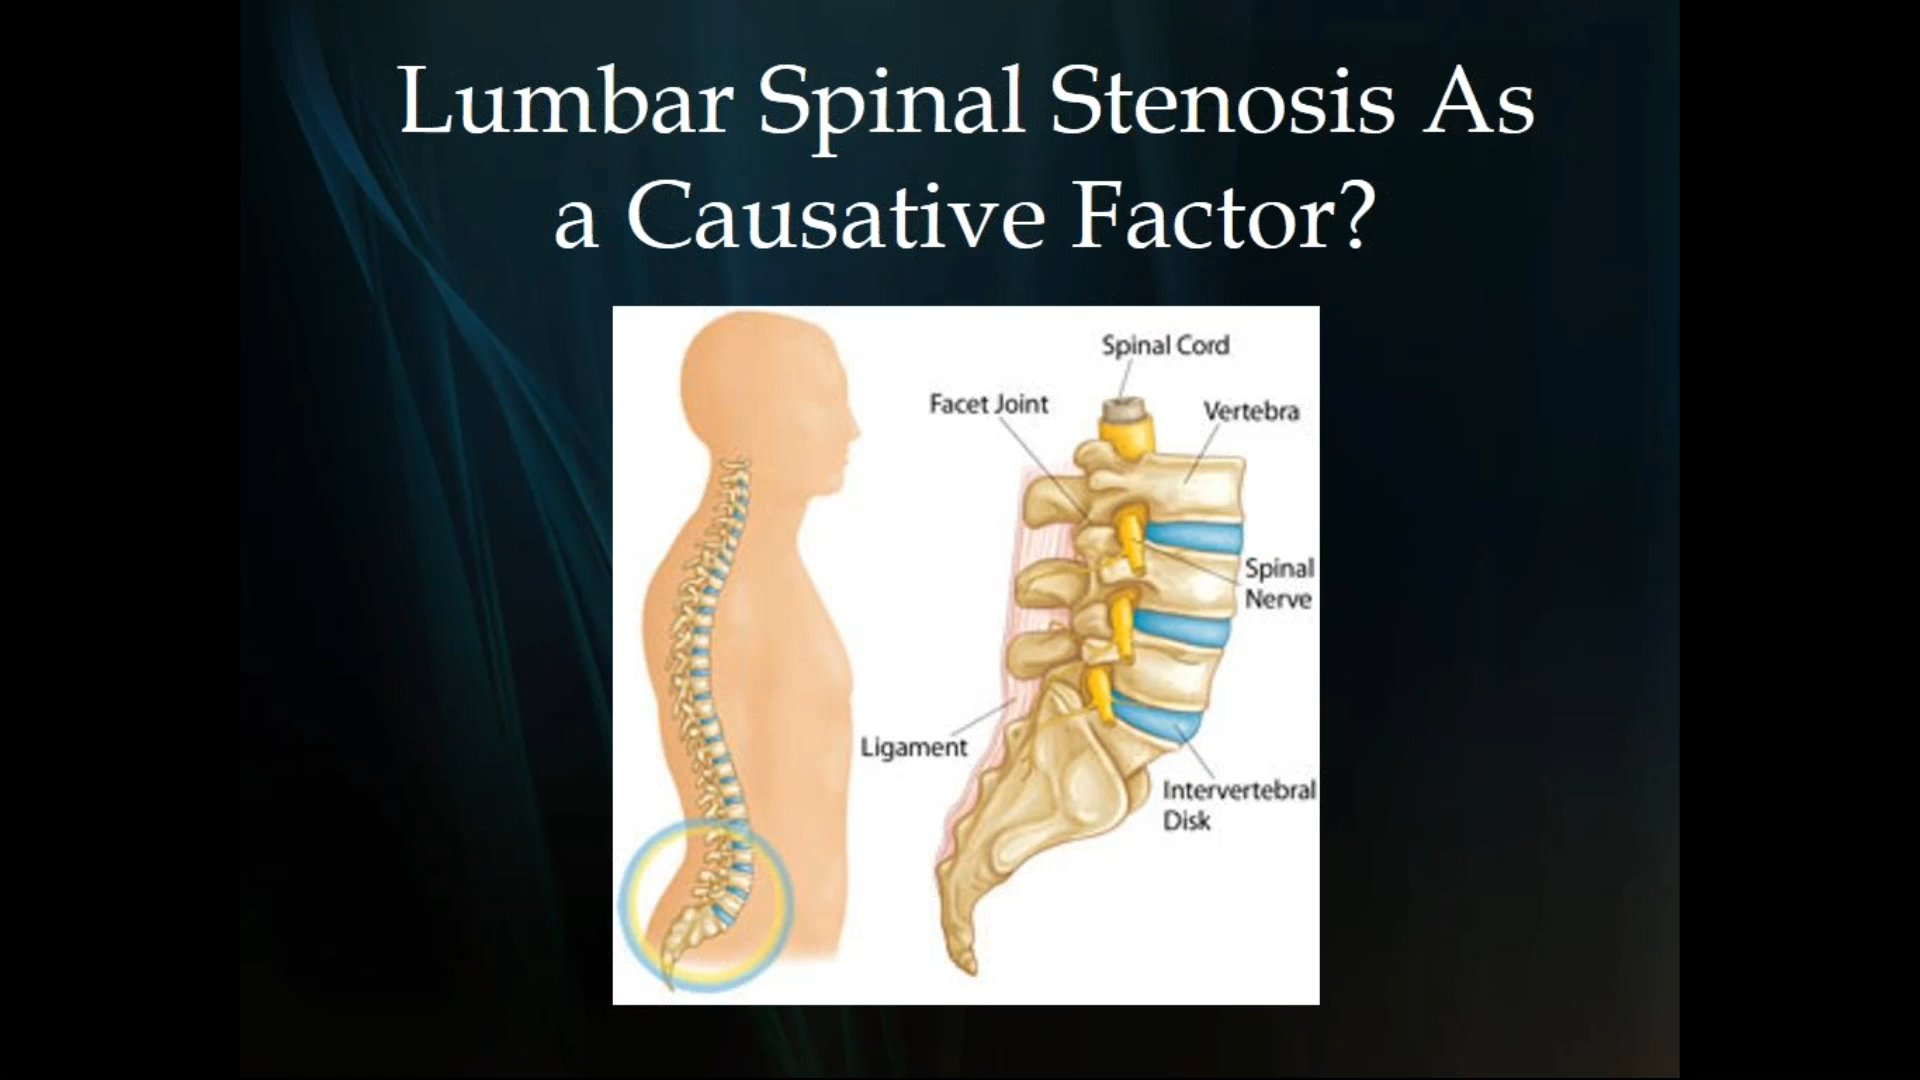 Lumbar Spinal Stenosis As
a Causative Factor?
Spinal Cord
Facet Joint
Vertebra
Spinal
Nerve
Ligament
Intervertebral
Disk